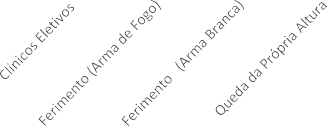 Clinicos Eletivos
Ferimento (Arma de Fogo)
Ferimento (Arma Branca)
Queda da Própria Altura